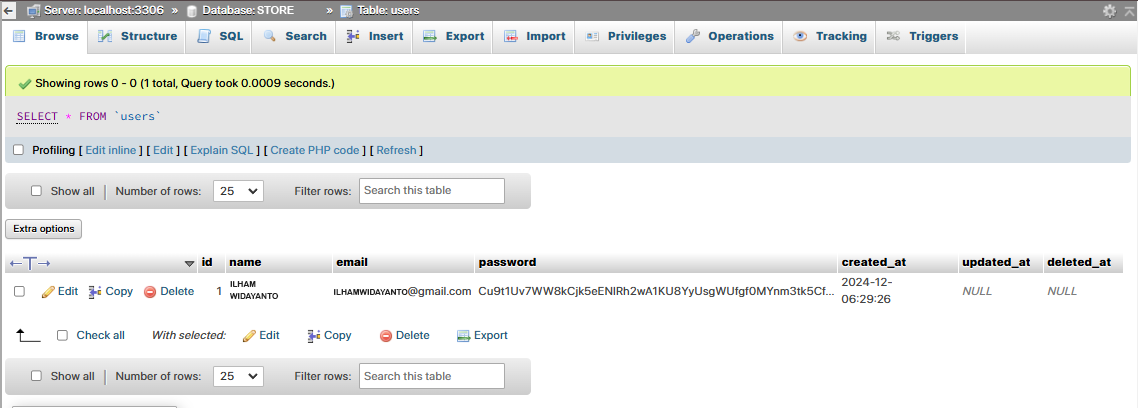 Server: localhost:3306 » Database: STORE » Table: users
Browse Structure SQL Search Insert Export Import Privileges Operations Tracking Triggers
Showing rows 0 - 0 (1 total, Query took 0.0009 seconds.)
SELECT * FROM `users`
Profiling [ Edit inline ] [ Edit ] [ Explain SQL ] [ Create PHP code ] [ Refresh ]
Show all Number of rows: 25 Filter rows: Search this table
Extra options
id name email password created_at updated_at deleted_at
Edit Copy Delete 1 ILHAM WIDAYANTO ILHAMWIDAYANTO@gmail.com Cu9t1Uv7WW8kCjk5eENIRh2wA1KU8YyUsgWUfgf0MYnm3tk5Cf... 2024-12-06:29:26 NULL NULL
Check all With selected: Edit Copy Delete Export
Show all Number of rows: 25 Filter rows: Search this table